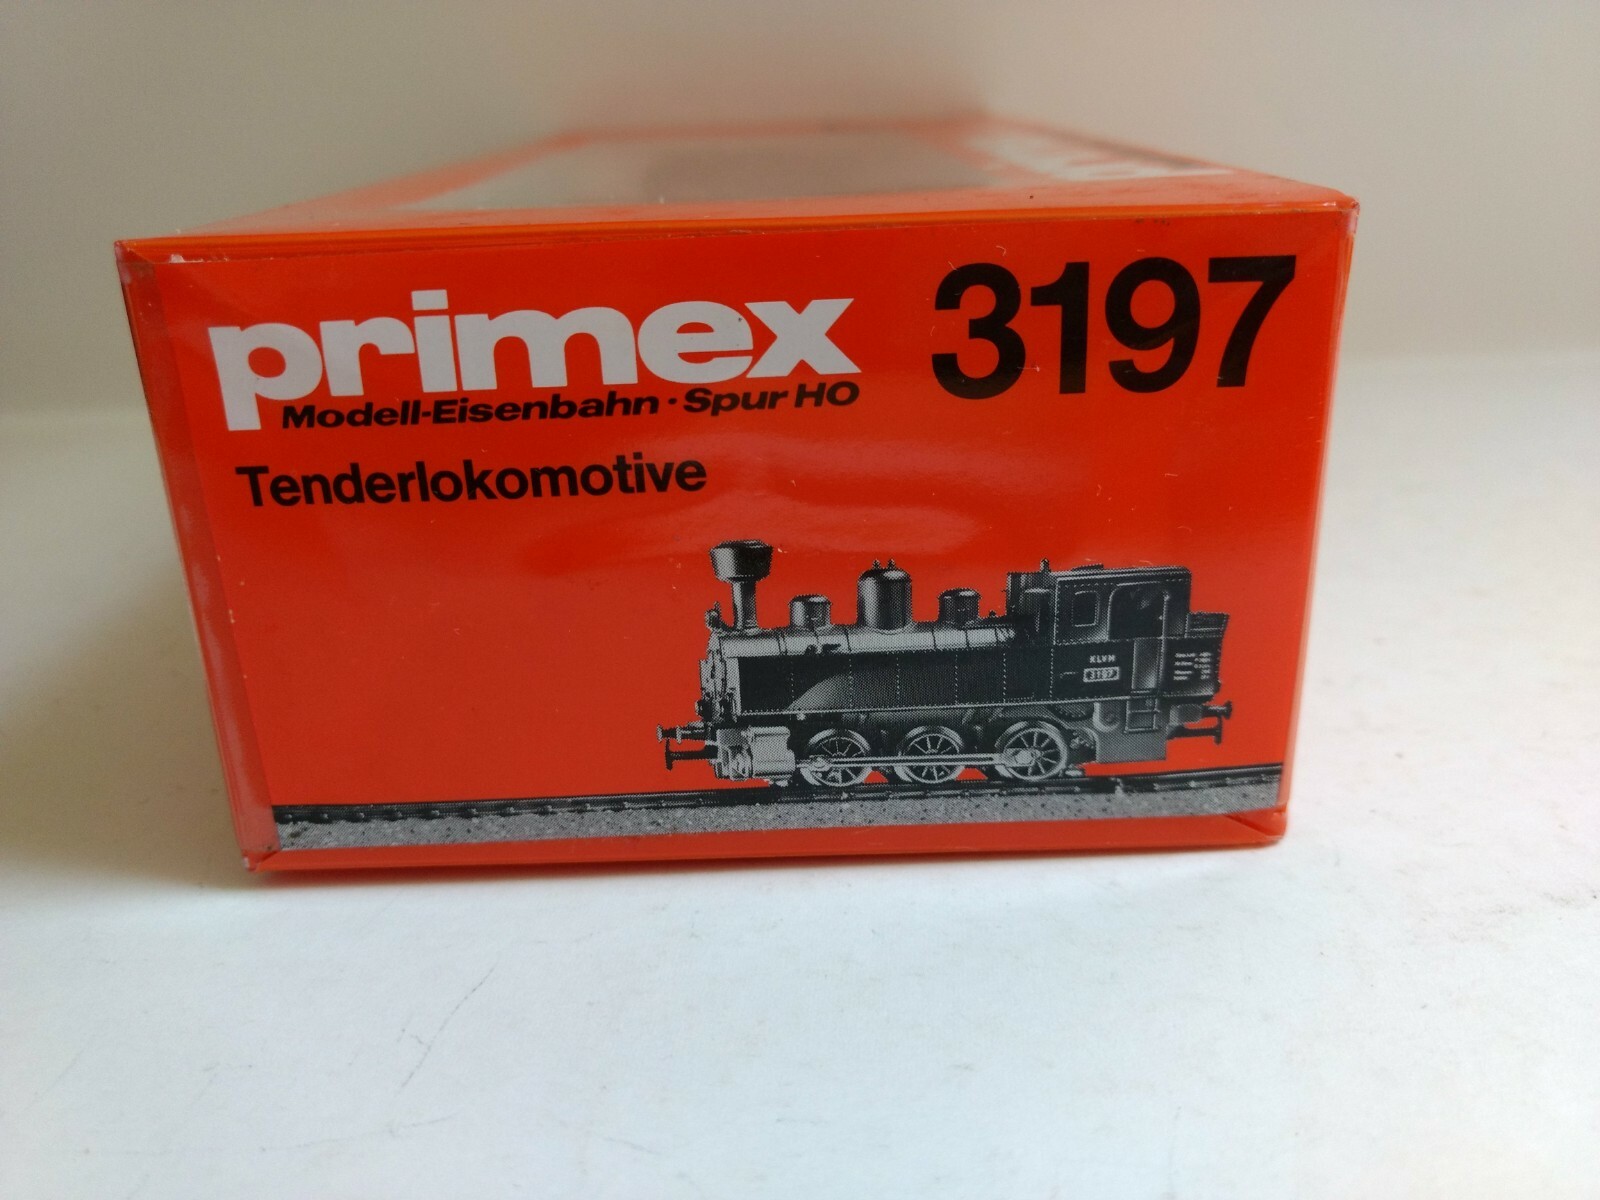 primex 3197
Modell-Eisenbahn · Spur HO
Tenderlokomotive
KLVM
3197